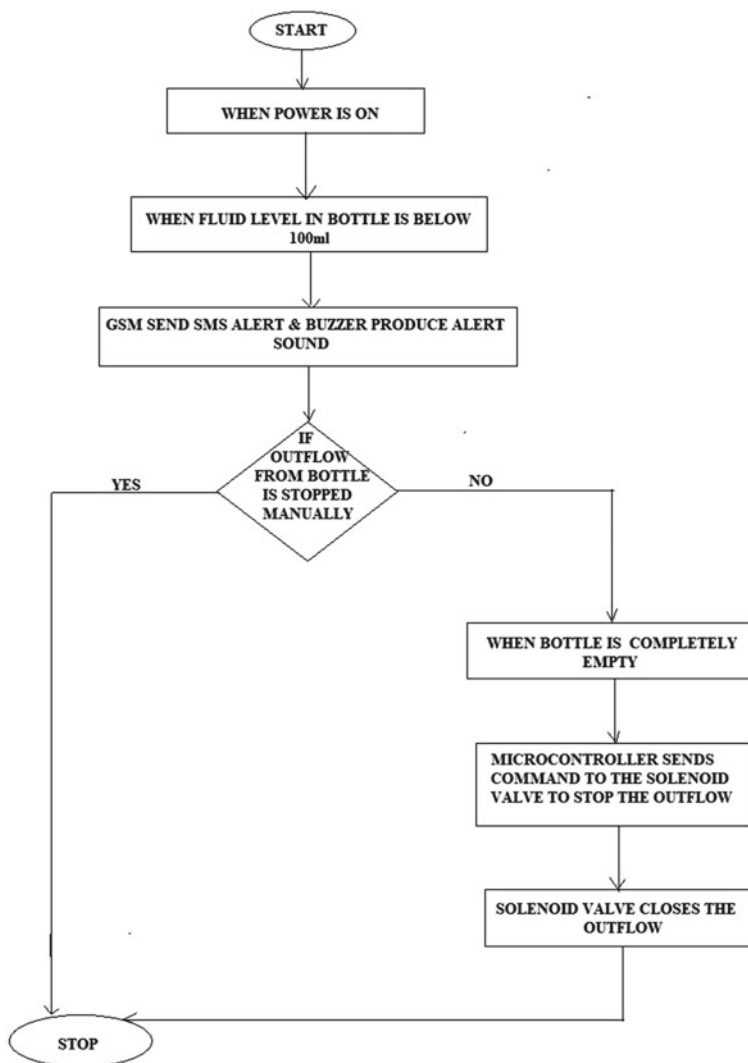 START
WHEN POWER IS ON
WHEN FLUID LEVEL IN BOTTLE IS BELOW
100ml
GSM SEND SMS ALERT & BUZZER PRODUCE ALERT
SOUND
IF
OUTFLOW
FROM BOTTLE
IS STOPPED
MANUALLY
YES
NO
WHEN BOTTLE IS COMPLETELY
EMPTY
MICROCONTROLLER SENDS
COMMAND TO THE SOLENOID
VALVE TO STOP THE OUTFLOW
SOLENOID VALVE CLOSES THE
OUTFLOW
STOP